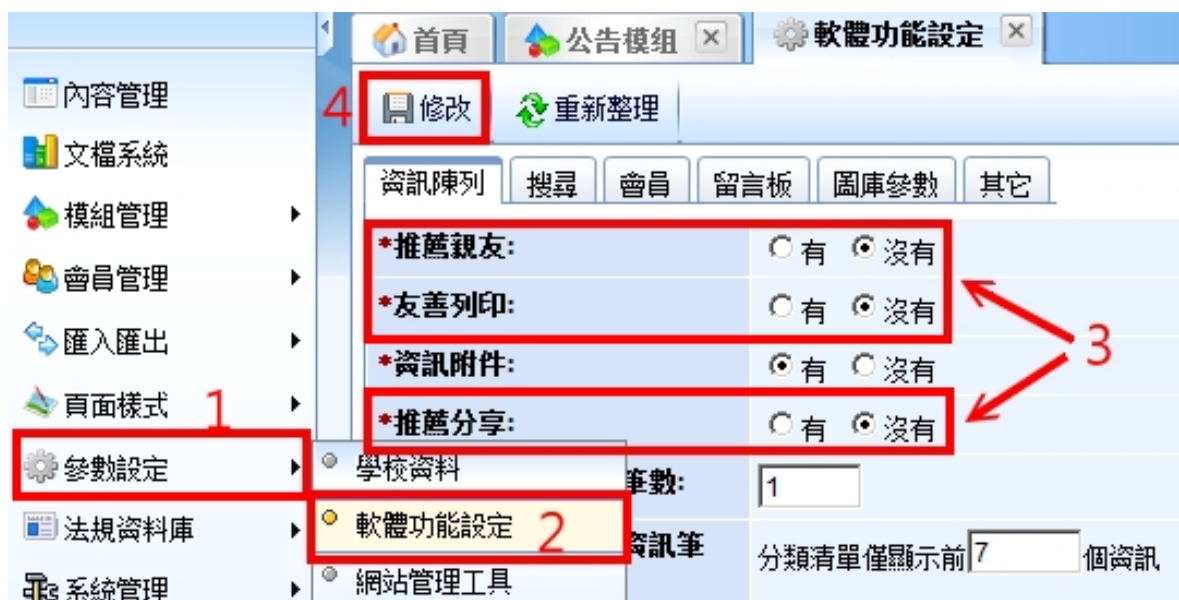 首頁 公告模组 軟體功能設定
4 修改 重新整理
資訊陣列 搜尋 會員 留言板 圖庫參數 其它
內容管理
文檔系統
模組管理
會員管理
匯入匯出
頁面樣式 1
參數設定
法規資料庫
系統管理
學校資料
軟體功能設定 2
網站管理工具
*推薦親友: 有 沒有
*友善列印: 有 沒有
3
*資訊附件: 有 沒有
*推薦分享: 有 沒有
筆數: 1
資訊筆 分類清單僅顯示前 7 個資訊